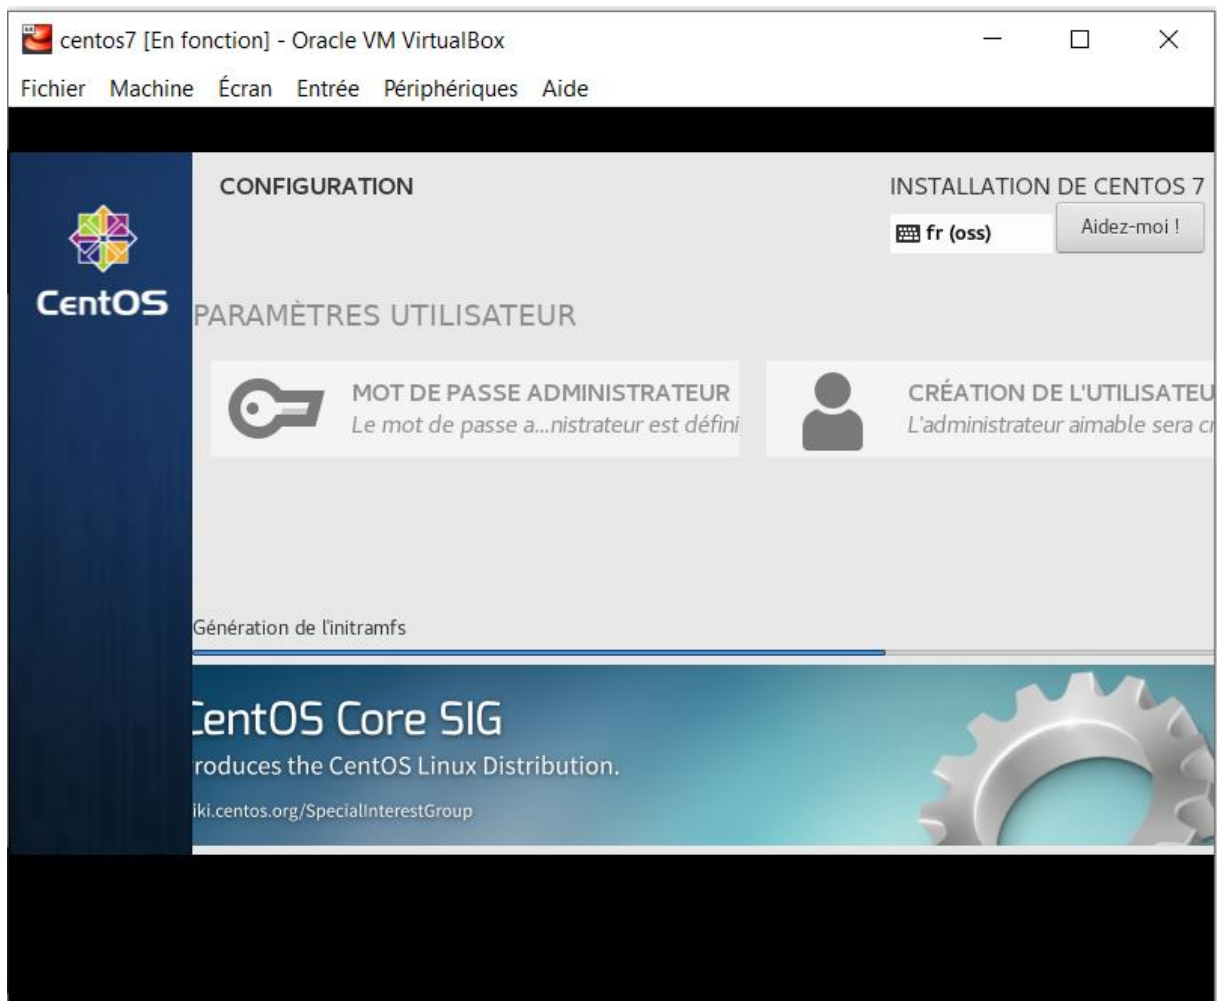 centos7 [En fonction] - Oracle VM VirtualBox
Fichier Machine Écran Entrée Périphériques Aide
CONFIGURATION
INSTALLATION DE CENTOS 7
fr (oss)
Aidez-moi !
CentOS
PARAMÈTRES UTILISATEUR
MOT DE PASSE ADMINISTRATEUR
Le mot de passe a...nistrateur est défini
CRÉATION DE L'UTILISATEU
L'administrateur aimable sera cr
Génération de l'initramfs
CentOS Core SIG
roduces the CentOS Linux Distribution.
iki.centos.org/SpecialInterestGroup